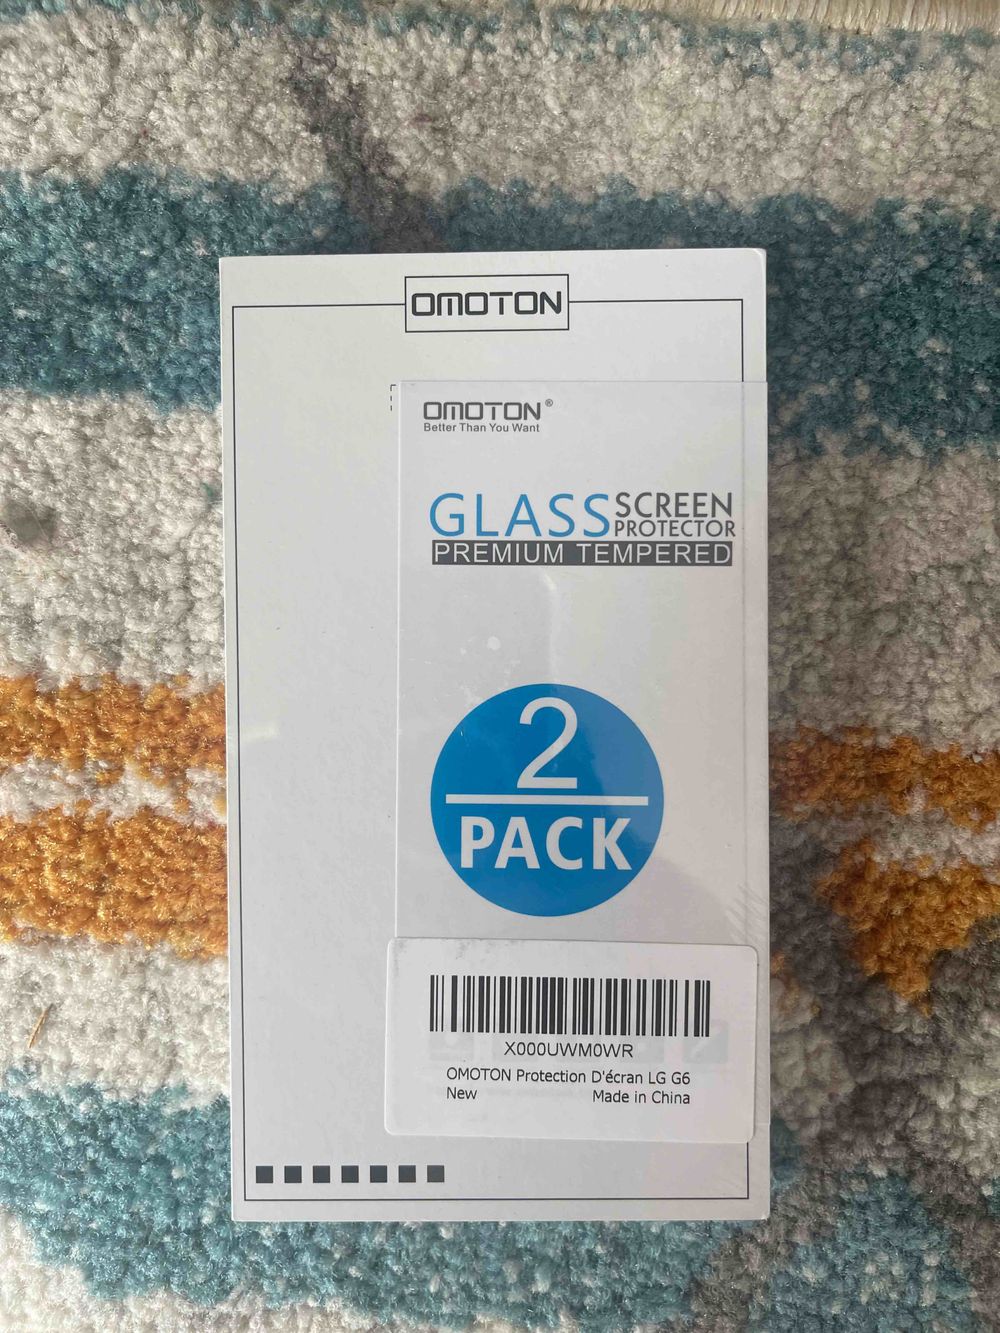 OMOTON
OMOTON®
Better Than You Want
GLASS SCREEN PROTECTOR
PREMIUM TEMPERED
2
PACK
X000UWM0WR
OMOTON Protection D'écran LG G6
New Made in China